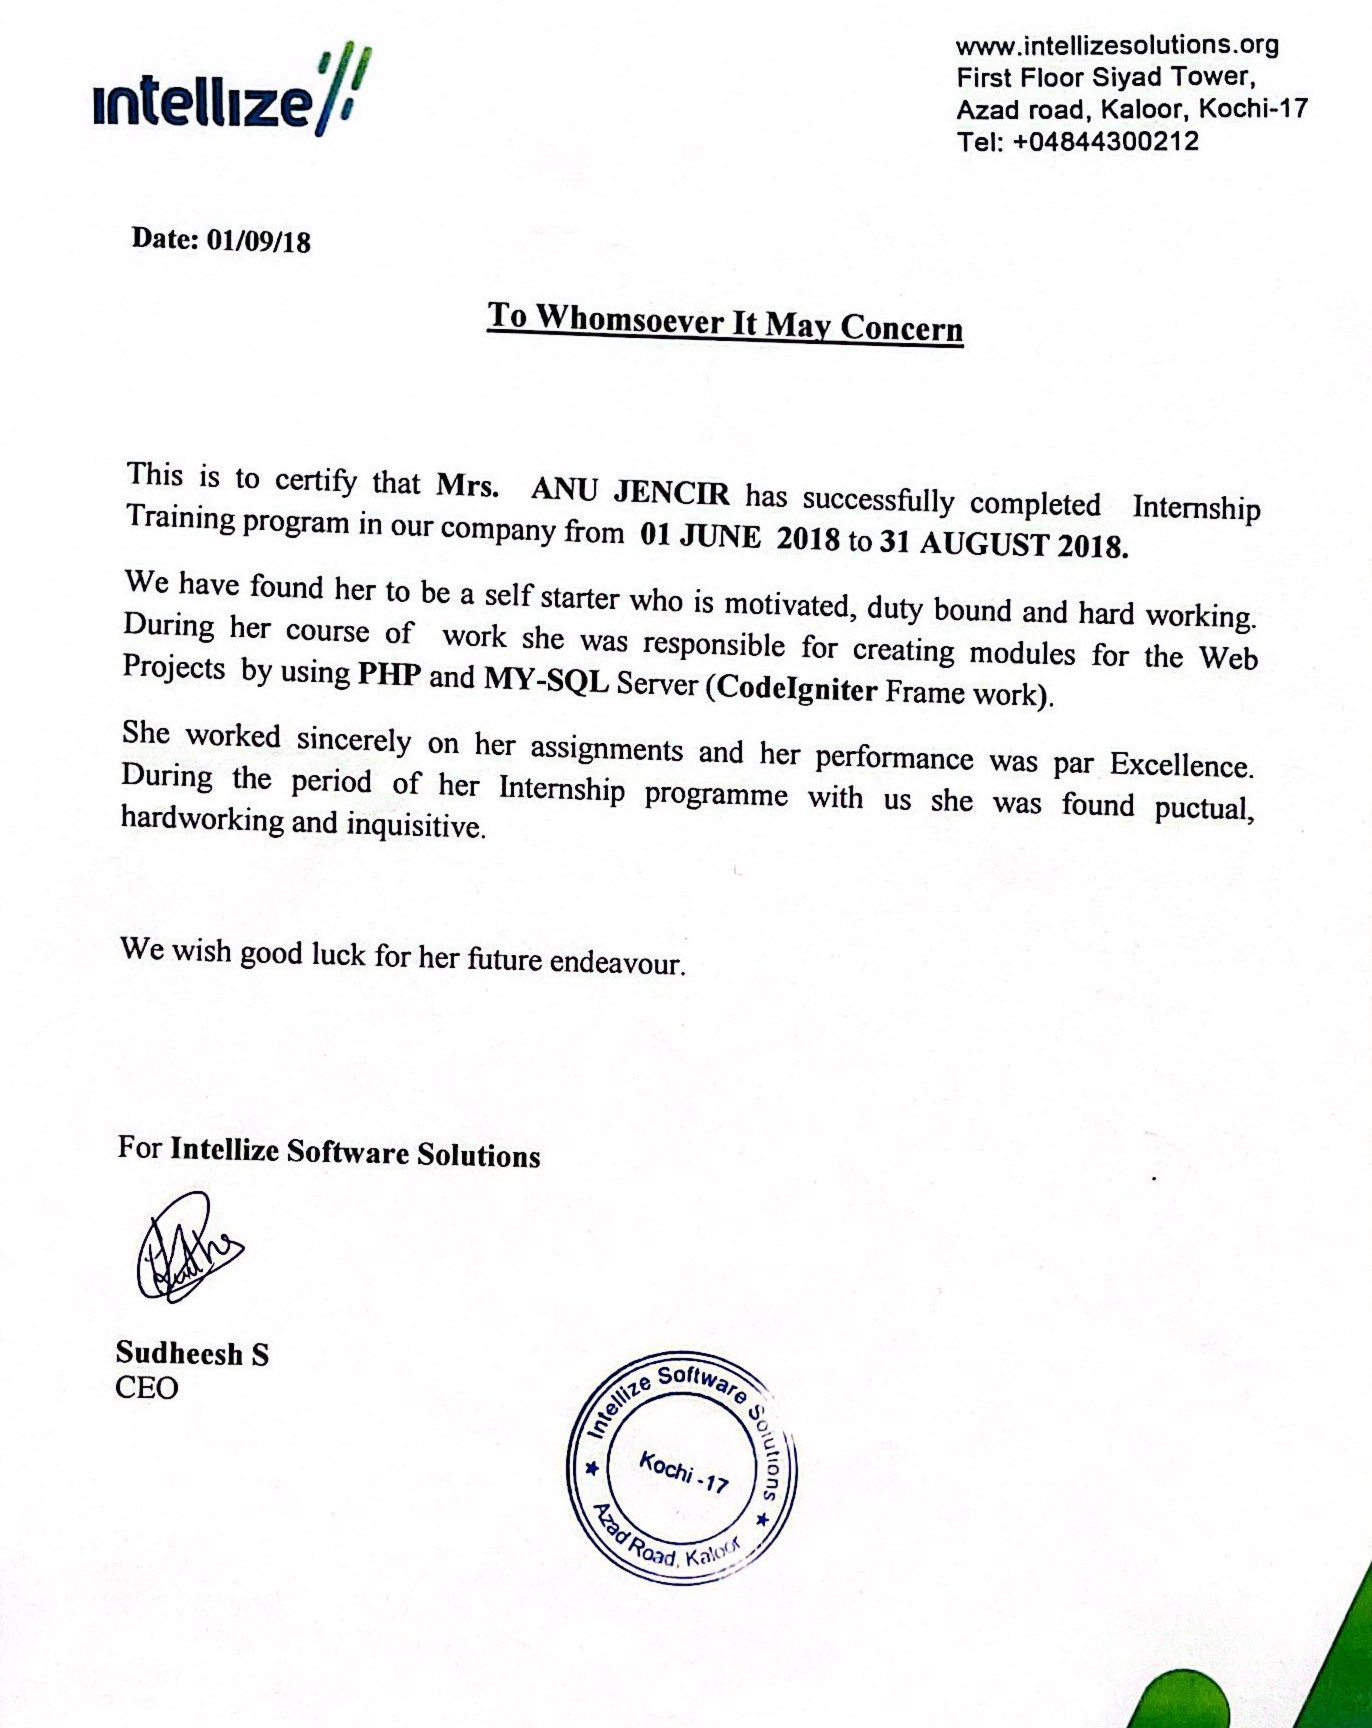 intellize
www.intellizesolutions.org
First Floor Siyad Tower,
Azad road, Kaloor, Kochi-17
Tel: +04844300212
Date: 01/09/18
To Whomsoever It May Concern
This is to certify that Mrs. ANU JENCIR has successfully completed Internship
Training program in our company from 01 JUNE 2018 to 31 AUGUST 2018.
We have found her to be a self starter who is motivated, duty bound and hard working.
During her course of work she was responsible for creating modules for the Web
Projects by using PHP and MY-SQL Server (CodeIgniter Frame work).
She worked sincerely on her assignments and her performance was par Excellence.
During the period of her Internship programme with us she was found puctual,
hardworking and inquisitive.
We wish good luck for her future endeavour.
For Intellize Software Solutions
Sudheesh S
CEO
Intellize Software Solutions
Kochi -17
Azad Road, Kaloor